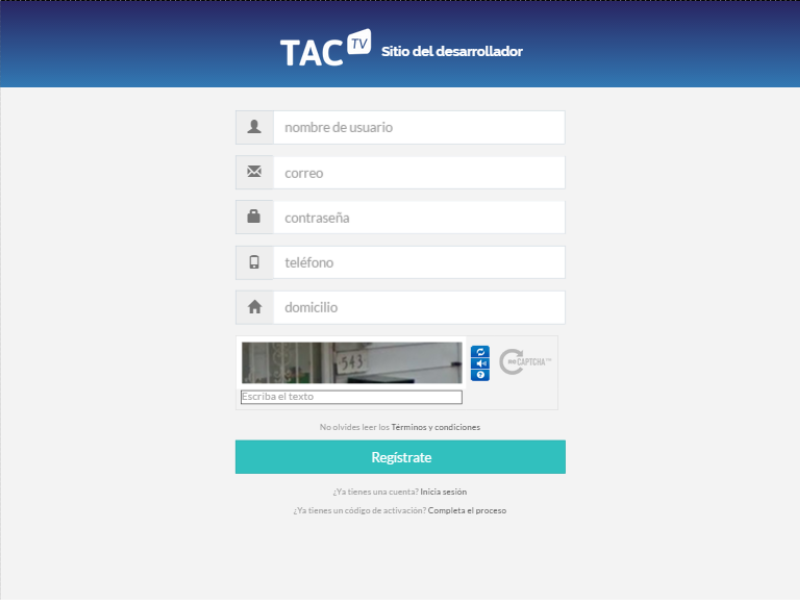 TAC TV Sitio del desarrollador
nombre de usuario
correo
contraseña
teléfono
domicilio
543
reCAPTCHA™
Escriba el texto
No olvides leer los Términos y condiciones
Regístrate
¿Ya tienes una cuenta? Inicia sesión
¿Ya tienes un código de activación? Completa el proceso